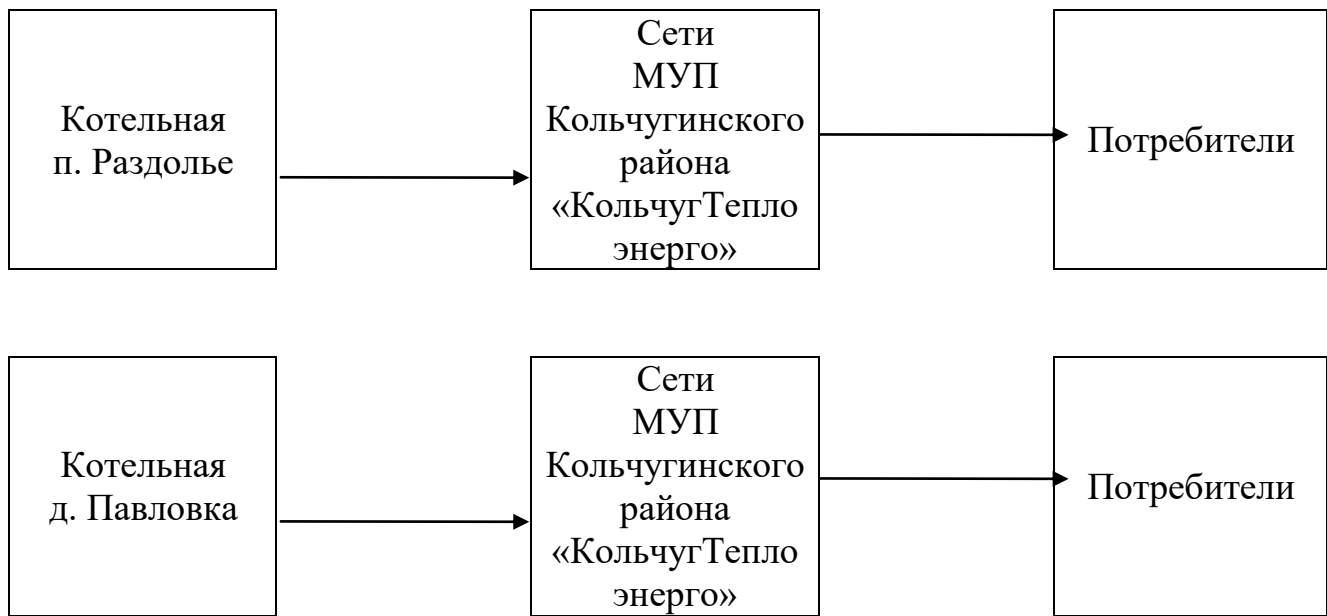 Котельная
п. Раздолье
Сети
МУП
Кольчугинского
района
«КольчугТепло
энерго»
Потребители
Котельная
д. Павловка
Сети
МУП
Кольчугинского
района
«КольчугТепло
энерго»
Потребители